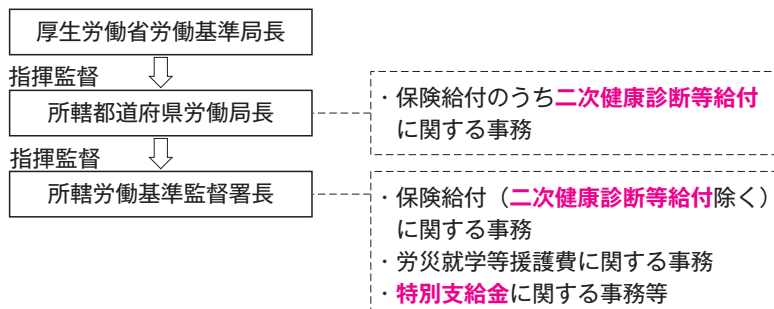 厚生労働省労働基準局長
指揮監督
所轄都道府県労働局長
・保険給付のうち二次健康診断等給付
に関する事務
指揮監督
所轄労働基準監督署長
・保険給付（二次健康診断等給付除く）
に関する事務
・労災就学等援護費に関する事務
・特別支給金に関する事務等